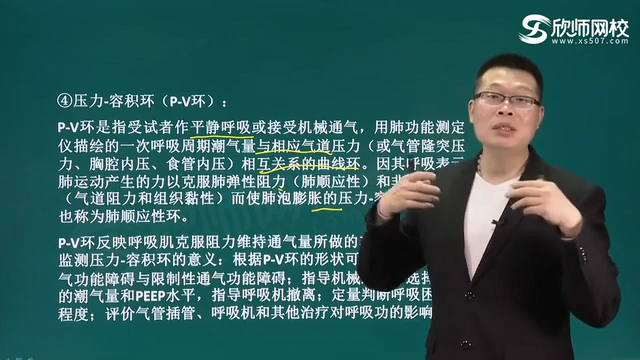 欣师网校
www.xs507.com
④压力-容积环（P-V环）：
P-V环是指受试者作平静呼吸或接受机械通气，用肺功能测定
仪描绘的一次呼吸周期潮气量与相应气道压力（或气管隆突压
力、胸腔内压、食管内压）相互关系的曲线环。因其呼吸表示
肺运动产生的力以克服肺弹性阻力（肺顺应性）和非
（气道阻力和组织黏性）而使肺泡膨胀的压力-容
也称为肺顺应性环。
P-V环反映呼吸肌克服阻力维持通气量所做的
监测压力-容积环的意义：根据P-V环的形状可
气功能障碍与限制性通气功能障碍；指导机械 选择
的潮气量和PEEP水平，指导呼吸机撤离；定量判断呼吸困
程度；评价气管插管、呼吸机和其他治疗对呼吸功的影响